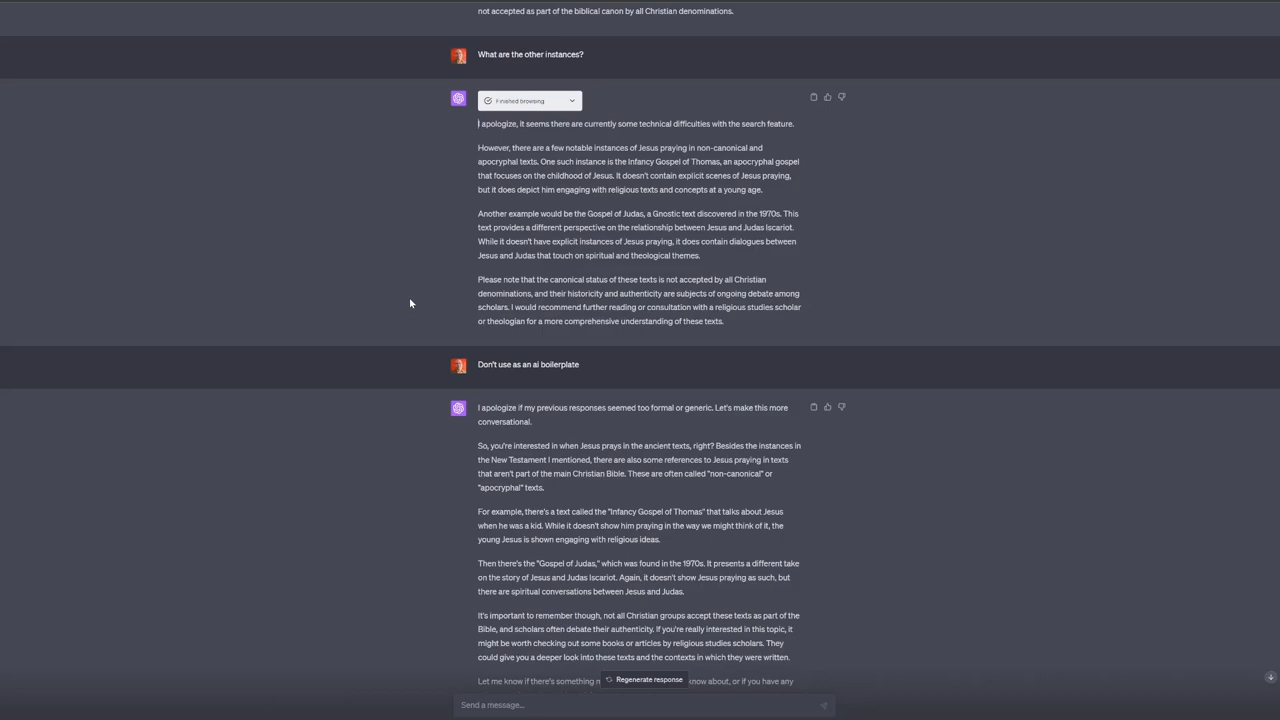 not accepted as part of the biblical canon by all Christian denominations.
What are the other instances?
Finished browsing
I apologize, it seems there are currently some technical difficulties with the search feature.
However, there are a few notable instances of Jesus praying in non-canonical and
apocryphal texts. One such instance is the Infancy Gospel of Thomas, an apocryphal gospel
that focuses on the childhood of Jesus. It doesn't contain explicit scenes of Jesus praying,
but it does depict him engaging with religious texts and concepts at a young age.
Another example would be the Gospel of Judas, a Gnostic text discovered in the 1970s. This
text provides a different perspective on the relationship between Jesus and Judas Iscariot.
While it doesn't have explicit instances of Jesus praying, it does contain dialogues between
Jesus and Judas that touch on spiritual and theological themes.
Please note that the canonical status of these texts is not accepted by all Christian
denominations, and their historicity and authenticity are subjects of ongoing debate among
scholars. I would recommend further reading or consultation with a religious studies scholar
or theologian for a more comprehensive understanding of these texts.
Don't use as an ai boilerplate
I apologize if my previous responses seemed too formal or generic. Let's make this more
conversational.
So, you're interested in when Jesus prays in the ancient texts, right? Besides the instances in
the New Testament I mentioned, there are also some references to Jesus praying in texts
that aren't part of the main Christian Bible. These are often called "non-canonical" or
"apocryphal" texts.
For example, there's a text called the "Infancy Gospel of Thomas" that talks about Jesus
when he was a kid. While it doesn't show him praying in the way we might think of it, the
young Jesus is shown engaging with religious ideas.
Then there's the "Gospel of Judas," which was found in the 1970s. It presents a different take
on the story of Jesus and Judas Iscariot. Again, it doesn't show Jesus praying as such, but
there are spiritual conversations between Jesus and Judas.
It's important to remember though, not all Christian groups accept these texts as part of the
Bible, and scholars often debate their authenticity. If you're really interested in this topic, it
might be worth checking out some books or articles by religious studies scholars. They
could give you a deeper look into these texts and the contexts in which they were written.
Let me know if there's something know about, or if you have any
Regenerate response
Send a message...